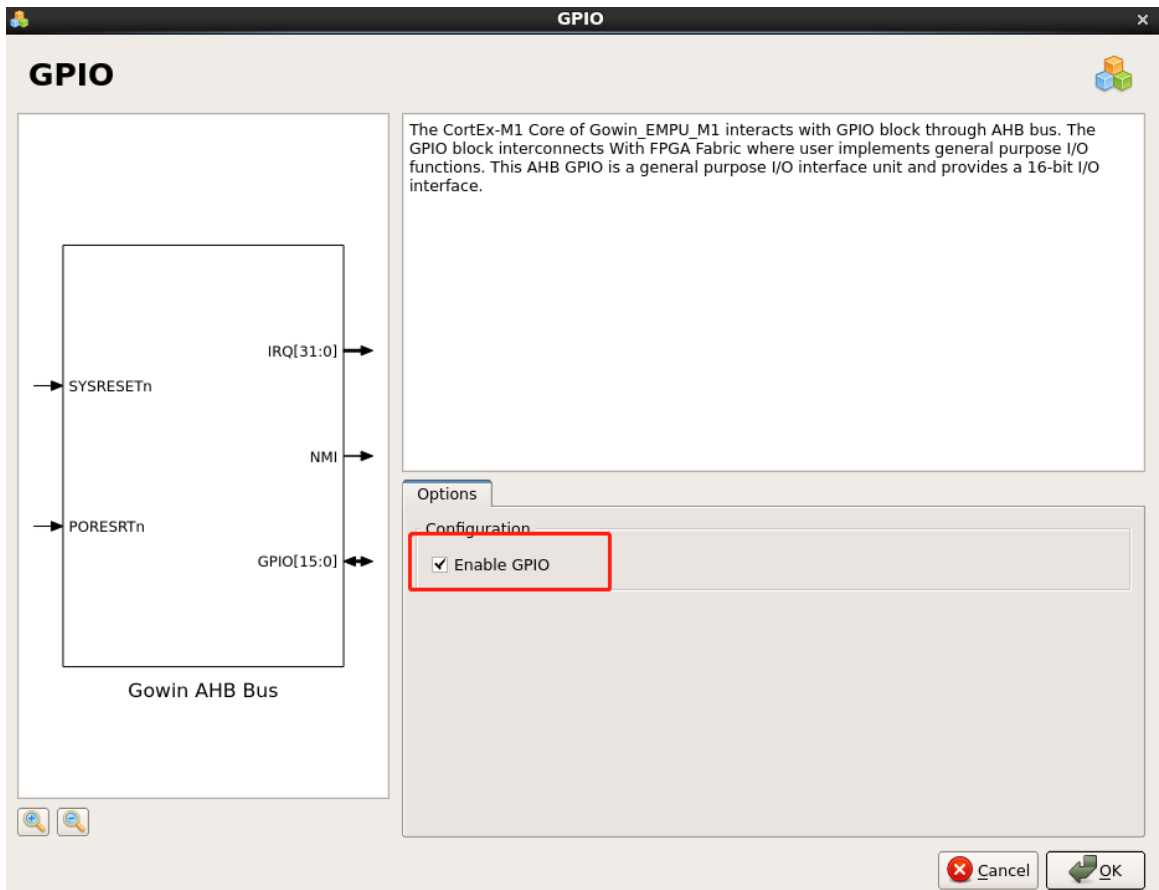 GPIO
GPIO
The CortEx-M1 Core of Gowin_EMPU_M1 interacts with GPIO block through AHB bus. The
GPIO block interconnects With FPGA Fabric where user implements general purpose I/O
functions. This AHB GPIO is a general purpose I/O interface unit and provides a 16-bit I/O
interface.
IRQ[31:0]
SYSRESETn
NMI
PORESRTn
GPIO[15:0]
Gowin AHB Bus
Options
Configuration
Enable GPIO
Cancel
OK